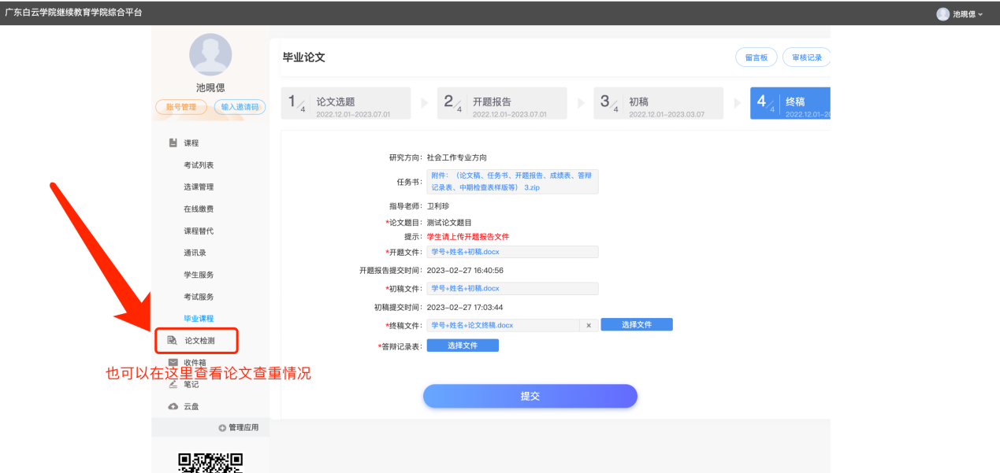 广东白云学院继续教育学院综合平台
池晛偲
池晛偲
账号管理
输入邀请码
课程
考试列表
选课管理
在线缴费
课程替代
通讯录
学生服务
考试服务
毕业课程
论文检测
收件箱
也可以在这里查看论文查重情况
笔记
云盘
管理应用
毕业论文
留言板
审核记录
1/4 论文选题
2022.12.01-2023.07.01
2/4 开题报告
2022.12.01-2023.07.01
3/4 初稿
2022.12.01-2023.03.07
4/4 终稿
2022.12.01-20
研究方向: 社会工作专业方向
任务书: 附件:(论文稿、任务书、开题报告、成绩表、答辩
记录表、中期检查表样版等) 3.zip
指导老师: 卫利珍
*论文题目: 测试论文题目
提示: 学生请上传开题报告文件
*开题文件: 学号+姓名+初稿.docx
开题报告提交时间: 2023-02-27 16:40:56
*初稿文件: 学号+姓名+初稿.docx
初稿提交时间: 2023-02-27 17:03:44
*终稿文件: 学号+姓名+论文终稿.docx × 选择文件
*答辩记录表: 选择文件
提交